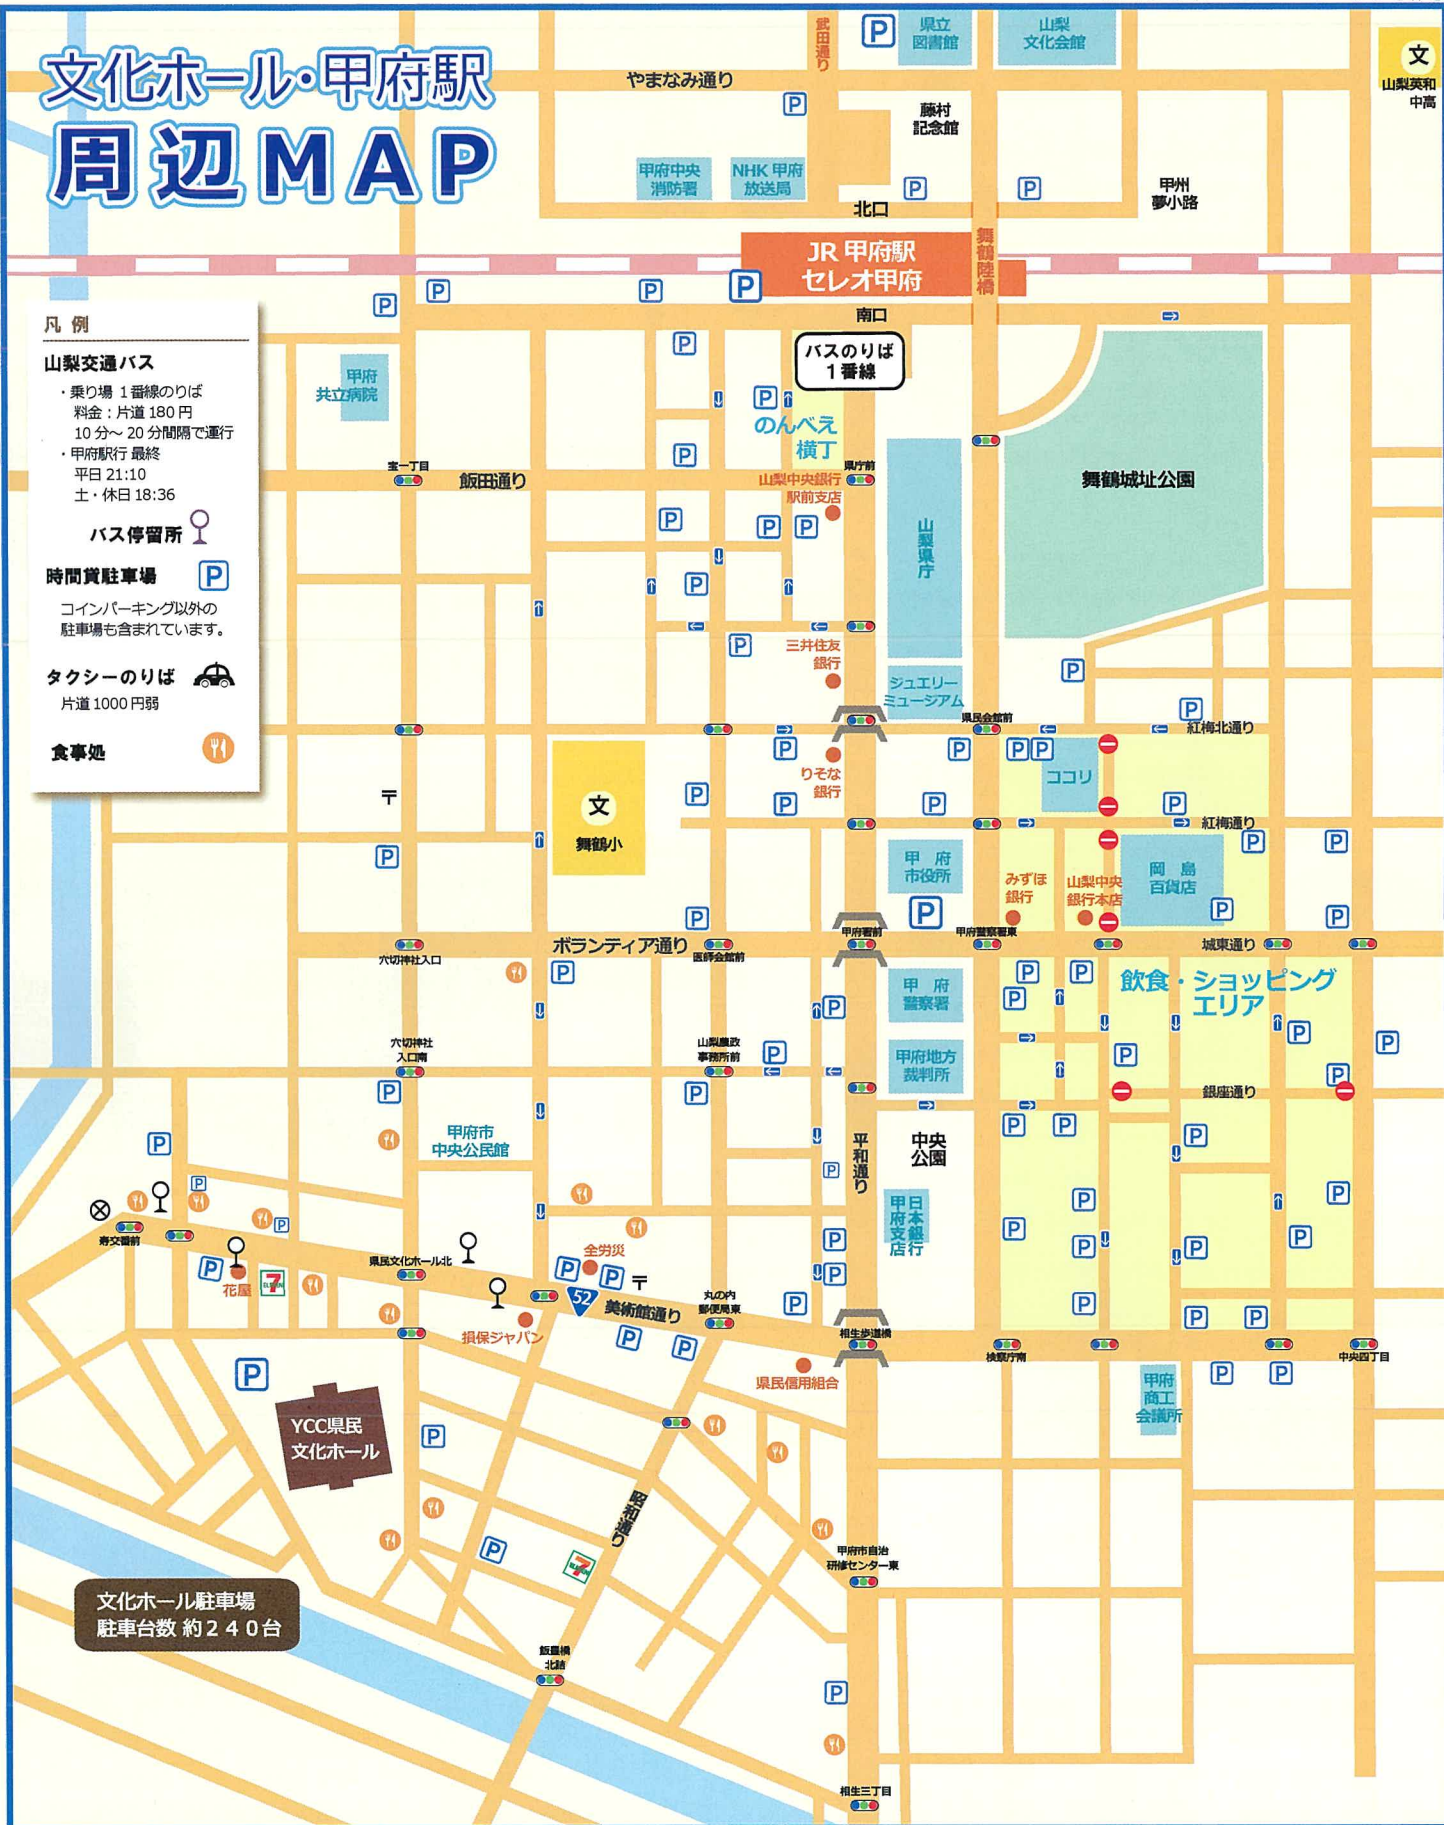 文化ホール・甲府駅
周辺MAP
武田通り
P
県立
図書館
山梨
文化会館
文
山梨英和
中高
やまなみ通り
P
藤村
記念館
甲府中央
消防署
NHK 甲府
放送局
P
P
甲州
夢小路
北口
JR 甲府駅
セレオ甲府
舞鶴陸橋
P
P
P
P
南口
バスのりば
1番線
凡 例
山梨交通バス
・乗り場 1番線のりば
料金：片道 180 円
10 分～ 20 分間隔で運行
・甲府駅行 最終
平日 21:10
土・休日 18:36
バス停留所
時間貸駐車場 P
コインパーキング以外の
駐車場も含まれています。
タクシーのりば
片道 1000 円弱
食事処
甲府
共立病院
P
P
のんべえ
横丁
P
宝一丁目
飯田通り
山梨中央銀行
駅前支店
県庁前
舞鶴城址公園
P
P
P
山梨県庁
P
P
三井住友
銀行
ジュエリー
ミュージアム
P
県民会館前
P
紅梅北通り
P
りそな
銀行
P
P
P
ココリ
〒
文
舞鶴小
P
P
P
P
紅梅通り
P
甲 府
市役所
みずほ
銀行
山梨中央
銀行本店
岡 島
百貨店
P
P
P
P
P
P
ボランティア通り
甲府署前
甲府警察署東
城東通り
穴切神社入口
医師会館前
P
P
P
P
飲食・ショッピング
エリア
甲 府
警察署
P
P
P
穴切神社
入口南
山梨農政
事務所前
P
甲府地方
裁判所
P
P
P
P
銀座通り
甲府市
中央公民館
P
平和通り
中央
公園
P
P
P
P
P
日本銀行
甲府支店
P
P
P
P
寿交番前
P
花屋
7
ELEVEN
県民文化ホール北
全労災
P
P
〒
52
美術館通り
丸の内
郵便局東
P
P
P
P
P
P
P
P
P
P
損保ジャパン
P
P
相生歩道橋
検察庁南
中央四丁目
県民信用組合
P
P
甲府
商工
会議所
P
YCC県民
文化ホール
P
昭和通り
P
7
ELEVEN
甲府市自治
研修センター東
文化ホール駐車場
駐車台数 約２４０台
飯豊橋
北詰
P
相生三丁目